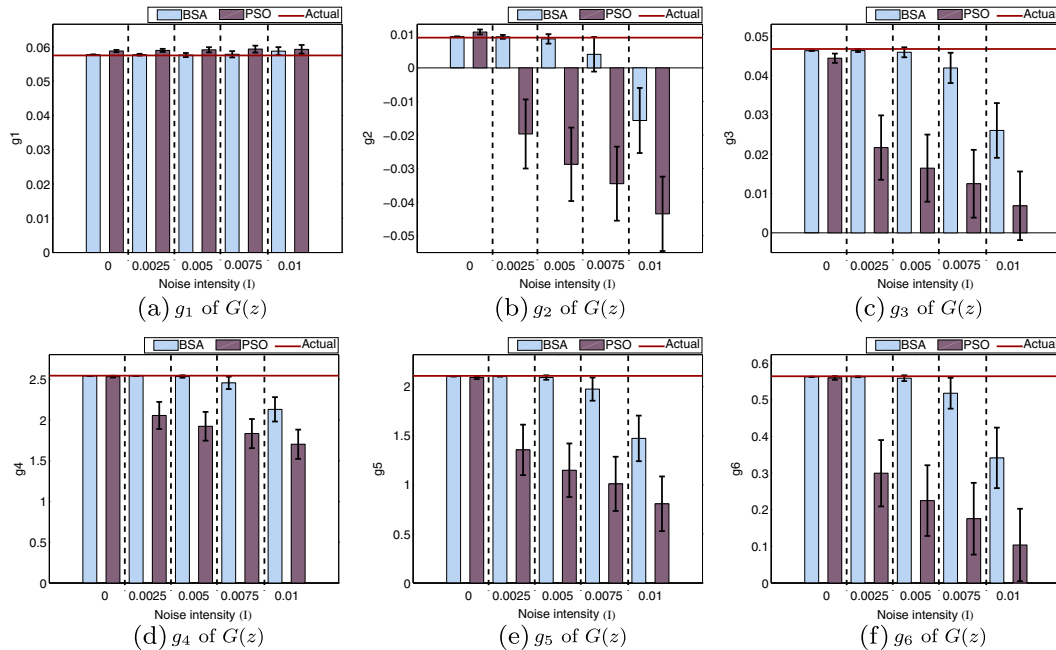 BSA PSO Actual
0.06
0.05
0.04
0.03
0.02
0.01
0
g1
0 0.0025 0.005 0.0075 0.01
Noise intensity (I)
(a) g1 of G(z)
BSA PSO Actual
0.01
0
−0.01
−0.02
−0.03
−0.04
−0.05
g2
0 0.0025 0.005 0.0075 0.01
Noise intensity (I)
(b) g2 of G(z)
BSA PSO Actual
0.05
0.04
0.03
0.02
0.01
0
g3
0 0.0025 0.005 0.0075 0.01
Noise intensity (I)
(c) g3 of G(z)
BSA PSO Actual
2.5
2
1.5
1
0.5
0
g4
0 0.0025 0.005 0.0075 0.01
Noise intensity (I)
(d) g4 of G(z)
BSA PSO Actual
2
1.5
1
0.5
0
g5
0 0.0025 0.005 0.0075 0.01
Noise intensity (I)
(e) g5 of G(z)
BSA PSO Actual
0.6
0.5
0.4
0.3
0.2
0.1
0
g6
0 0.0025 0.005 0.0075 0.01
Noise intensity (I)
(f) g6 of G(z)